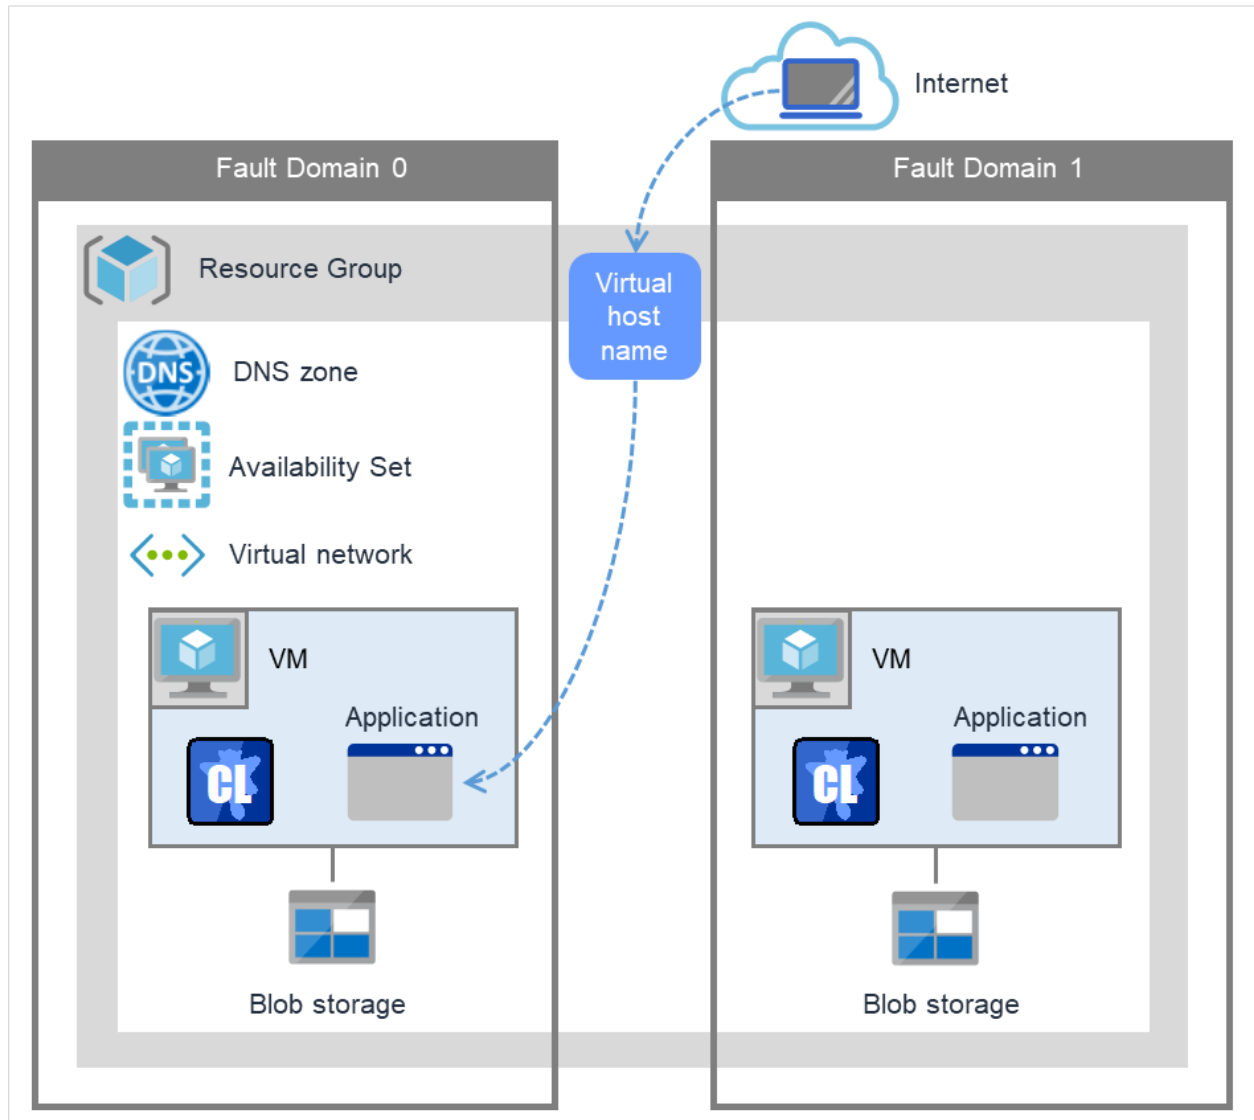 Internet
Fault Domain 0
Fault Domain 1
Resource Group
Virtual
host
name
DNS
DNS zone
Availability Set
Virtual network
VM
VM
Application
Application
CL
CL
Blob storage
Blob storage